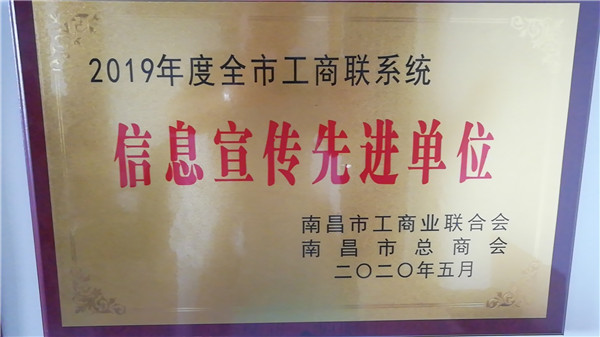 2019年度全市工商联系统
信息宣传先进单位
南昌市工商业联合会
南昌市总商会
二〇二〇年五月